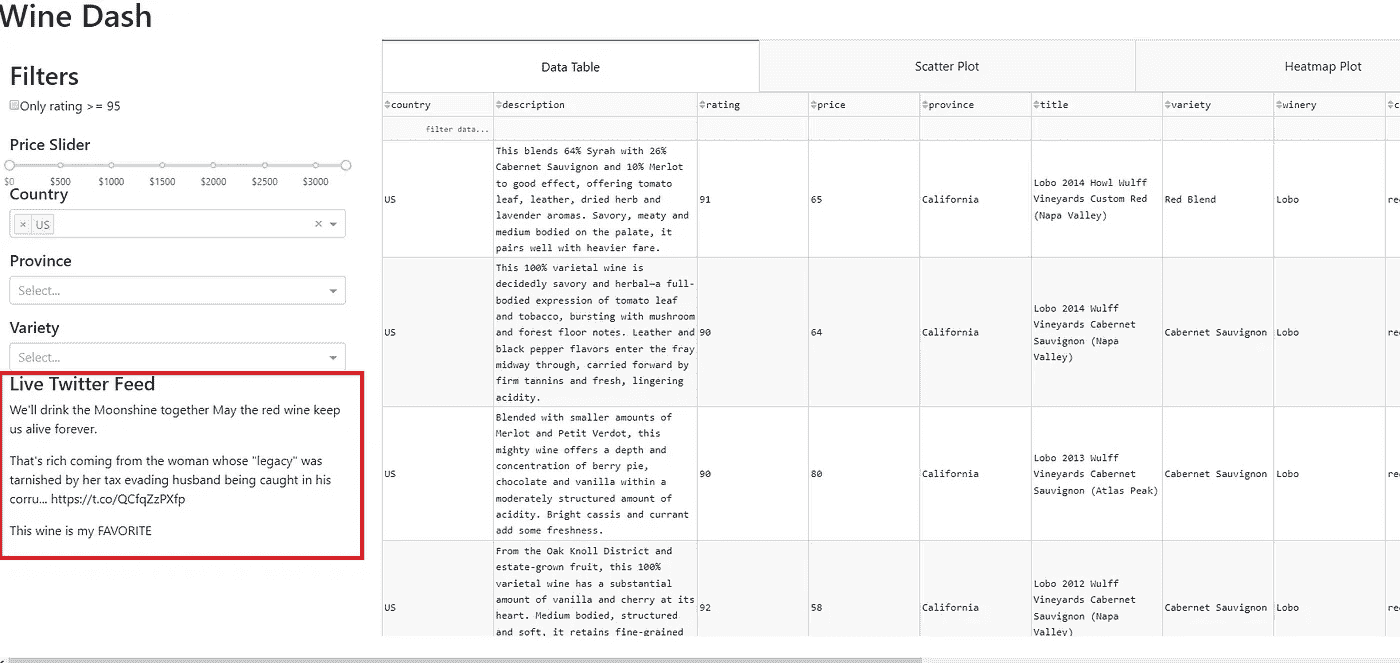 Wine Dash
Filters
Only rating >= 95
Price Slider
$0 $500 $1000 $1500 $2000 $2500 $3000
Country
× US × 
Province
Select...
Variety
Select...
Live Twitter Feed
We'll drink the Moonshine together May the red wine keep
us alive forever.
That's rich coming from the woman whose "legacy" was
tarnished by her tax evading husband being caught in his
corru... https://t.co/QCfqZzPXfp
This wine is my FAVORITE
Data Table Scatter Plot Heatmap Plot
country description rating price province title variety winery
filter data...
This blends 64% Syrah with 26%
Cabernet Sauvignon and 10% Merlot
to good effect, offering tomato
leaf, leather, dried herb and
lavender aromas. Savory, meaty and
medium bodied on the palate, it
pairs well with heavier fare.
US
91
65
California
Lobo 2014 Howl Wulff
Vineyards Custom Red
(Napa Valley)
Red Blend
Lobo
This 100% varietal wine is
decidedly savory and herbal—a full-
bodied expression of tomato leaf
and tobacco, bursting with mushroom
and forest floor notes. Leather and
black pepper flavors enter the fray
midway through, carried forward by
firm tannins and fresh, lingering
acidity.
US
90
64
California
Lobo 2014 Wulff
Vineyards Cabernet
Sauvignon (Napa
Valley)
Cabernet Sauvignon
Lobo
Blended with smaller amounts of
Merlot and Petit Verdot, this
mighty wine offers a depth and
concentration of berry pie,
chocolate and vanilla within a
moderately structured amount of
acidity. Bright cassis and currant
add some freshness.
US
90
80
California
Lobo 2013 Wulff
Vineyards Cabernet
Sauvignon (Atlas Peak)
Cabernet Sauvignon
Lobo
From the Oak Knoll District and
estate-grown fruit, this 100%
varietal wine has a substantial
amount of vanilla and cherry at its
heart. Medium bodied, structured
and soft, it retains fine-grained
US
92
58
California
Lobo 2012 Wulff
Vineyards Cabernet
Sauvignon (Napa
Valley)
Cabernet Sauvignon
Lobo